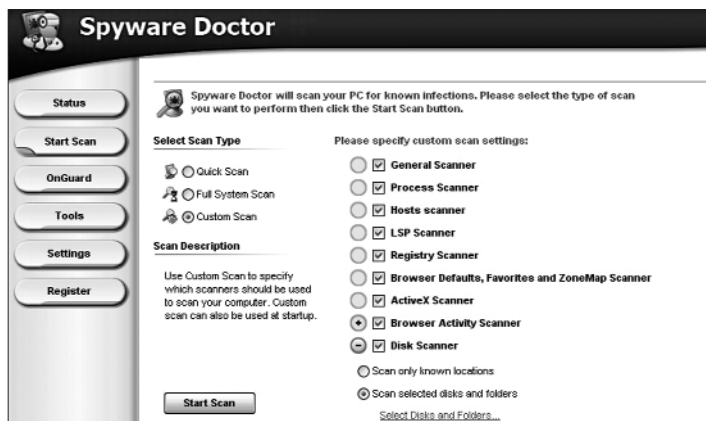 Spyware Doctor
Status
Start Scan
OnGuard
Tools
Settings
Register
Spyware Doctor will scan your PC for known infections. Please select the type of scan
you want to perform then click the Start Scan button.
Select Scan Type
Quick Scan
Full System Scan
Custom Scan
Scan Description
Use Custom Scan to specify
which scanners should be used
to scan your computer. Custom
scan can also be used at startup.
Start Scan
Please specify custom scan settings:
General Scanner
Process Scanner
Hosts scanner
LSP Scanner
Registry Scanner
Browser Defaults, Favorites and ZoneMap Scanner
ActiveX Scanner
Browser Activity Scanner
Disk Scanner
Scan only known locations
Scan selected disks and folders
Select Disks and Folders...